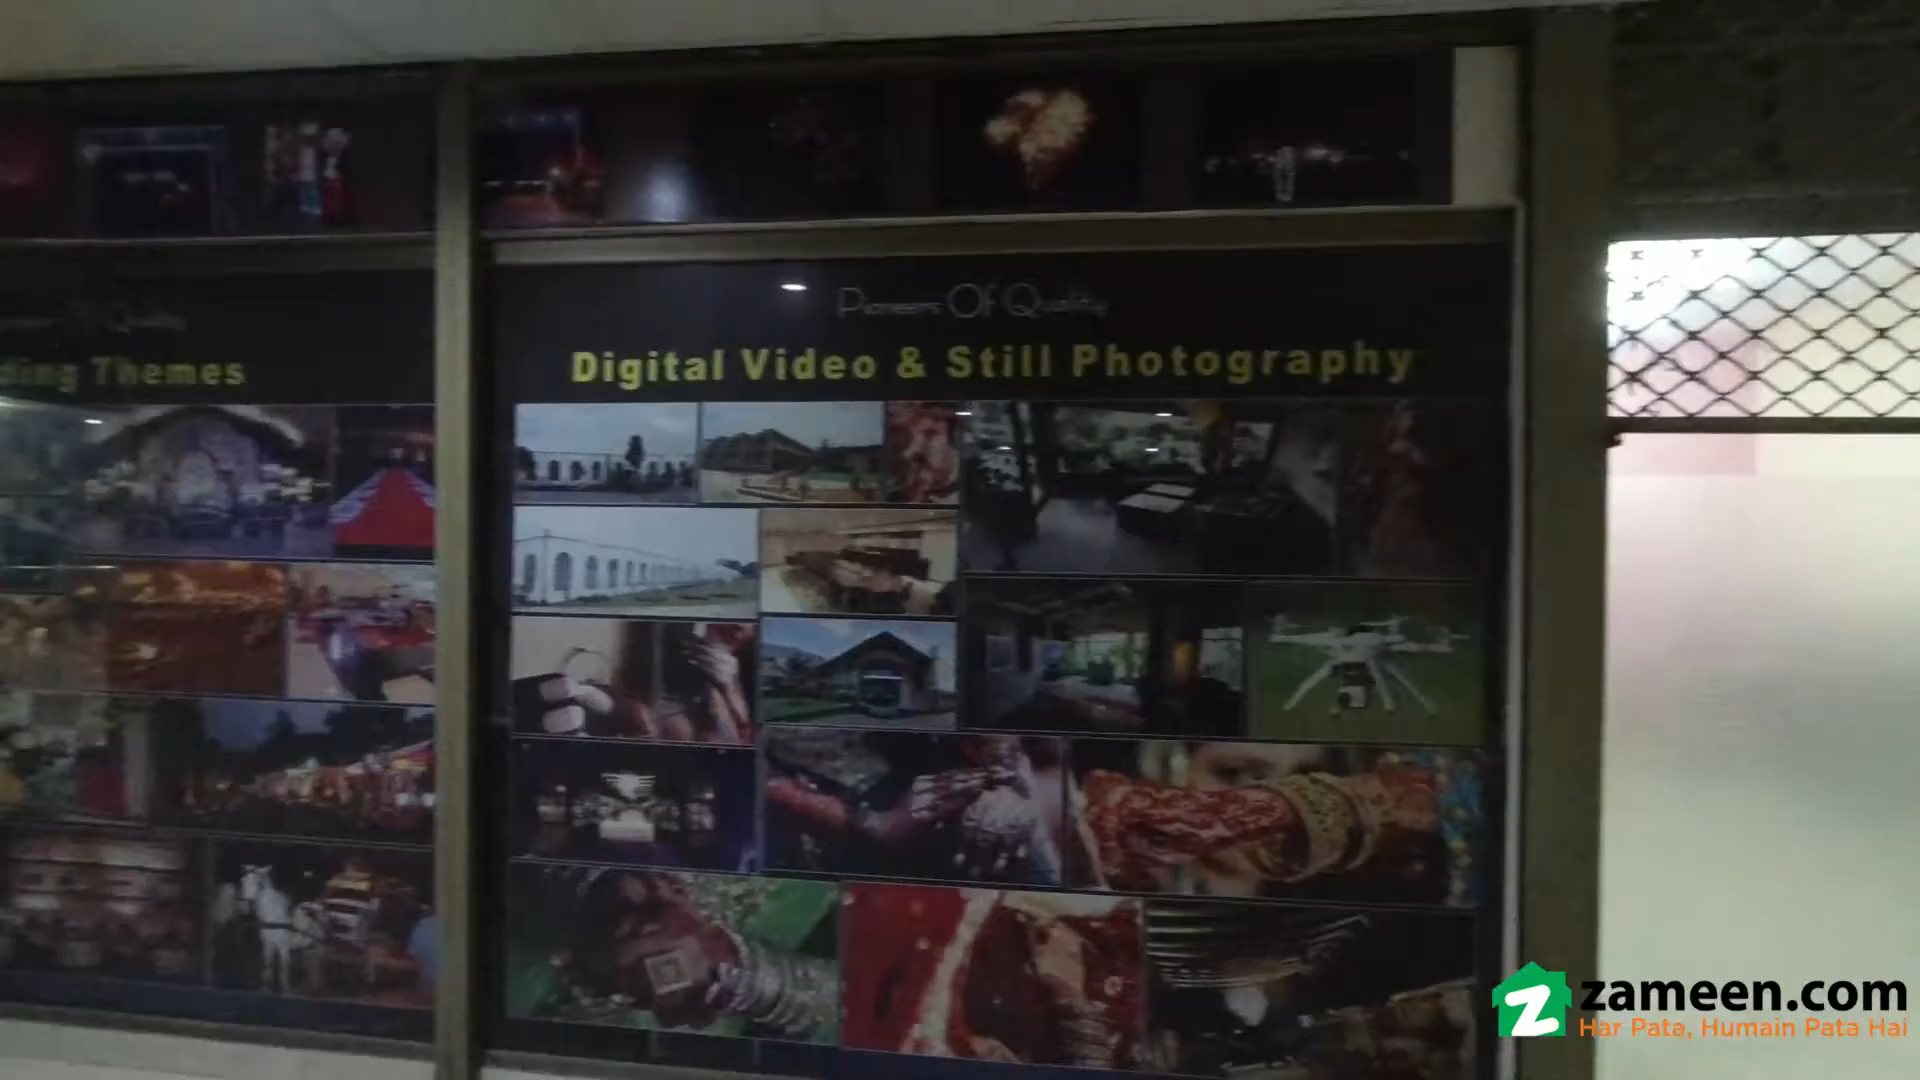 Pioneers Of Quality
Themes
Digital Video & Still Photography
zameen.com
Har Pata, Humain Pata Hai